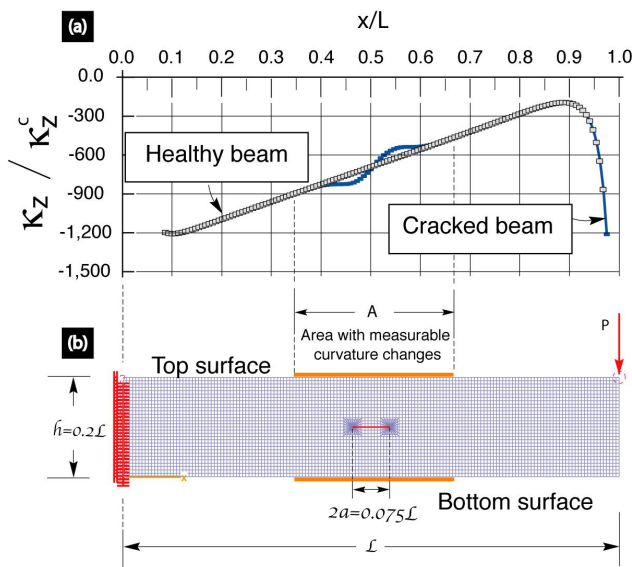 (a)
x/L
0.0 0.1 0.2 0.3 0.4 0.5 0.6 0.7 0.8 0.9 1.0
0.0
-300
-600
-900
-1,200
-1,500
κz / κz^c
Healthy beam
Cracked beam
A
Area with measurable
curvature changes
P
(b)
Top surface
h=0.2L
x
2a=0.075L
Bottom surface
L